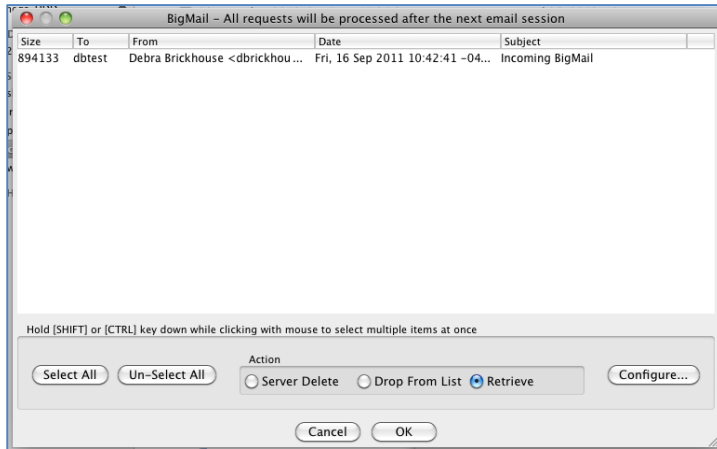 BigMail – All requests will be processed after the next email session
Size To From Date Subject
894133 dbtest Debra Brickhouse <dbrickhou... Fri, 16 Sep 2011 10:42:41 -04... Incoming BigMail
Hold [SHIFT] or [CTRL] key down while clicking with mouse to select multiple items at once
Action
Select All Un-Select All Server Delete Drop From List Retrieve Configure...
Cancel OK